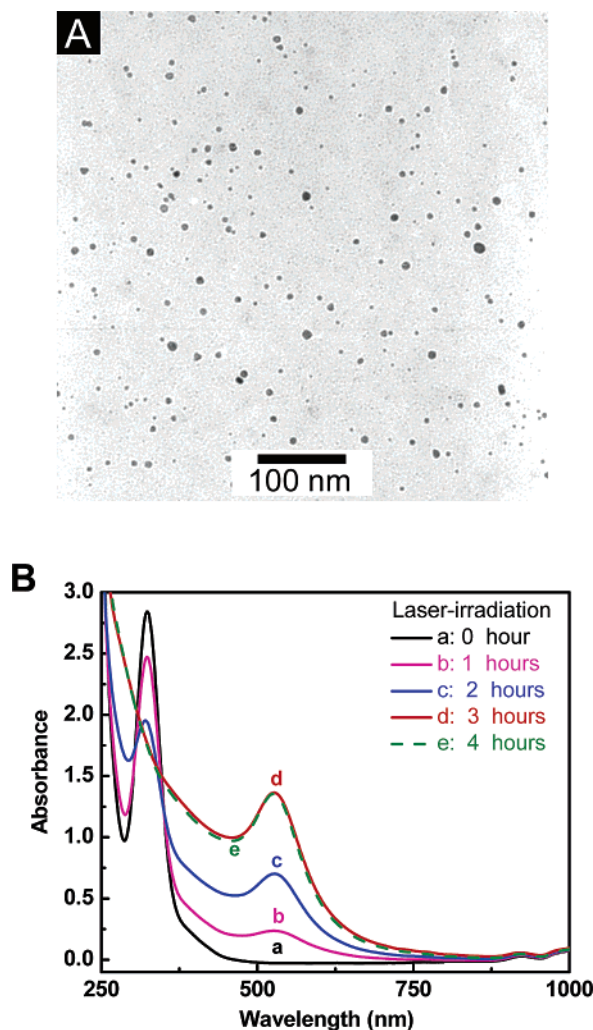 A
100 nm
B
3.0
2.5
2.0
1.5
1.0
0.5
0.0
Absorbance
Laser-irradiation
a: 0 hour
b: 1 hours
c: 2 hours
d: 3 hours
e: 4 hours
d
e
c
b
a
250 500 750 1000
Wavelength (nm)